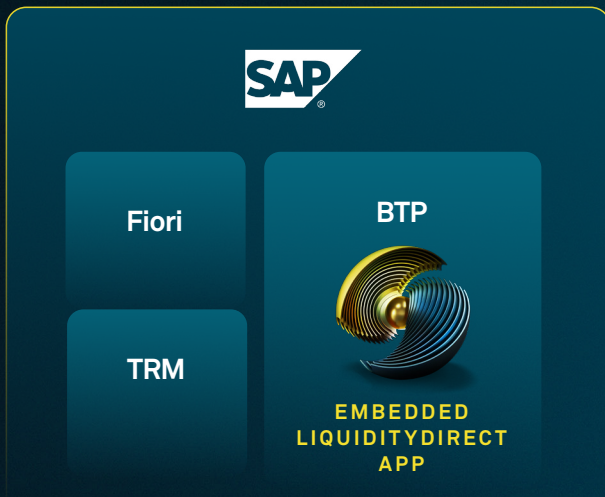 SAP
®
Fiori
BTP
TRM
EMBEDDED
LIQUIDITYDIRECT
APP